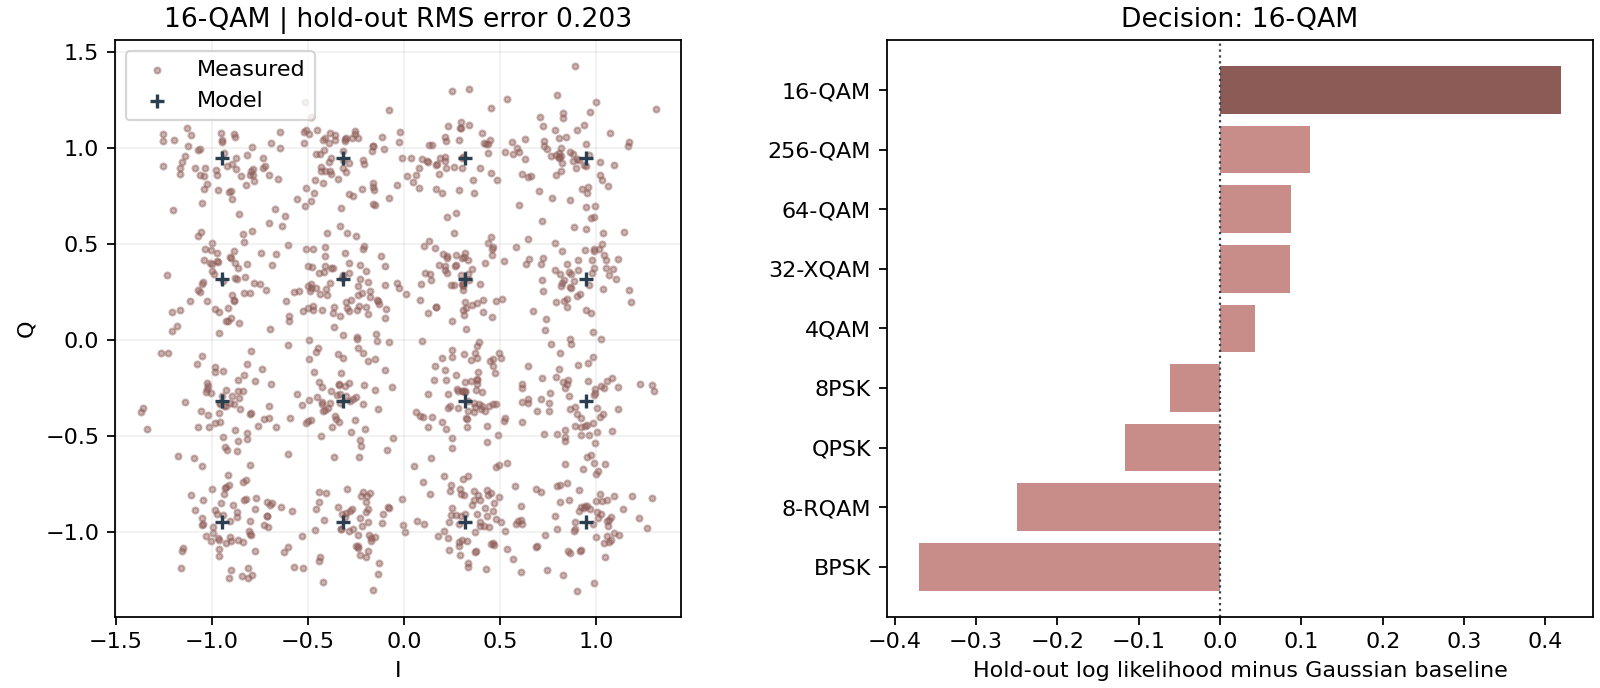 16-QAM | hold-out RMS error 0.203
Measured
Model
1.5
1.0
0.5
0.0
−0.5
−1.0
Q
−1.5
−1.0
−0.5
0.0
0.5
1.0
I
Decision: 16-QAM
16-QAM
256-QAM
64-QAM
32-XQAM
4QAM
8PSK
QPSK
8-RQAM
BPSK
−0.4
−0.3
−0.2
−0.1
0.0
0.1
0.2
0.3
0.4
Hold-out log likelihood minus Gaussian baseline